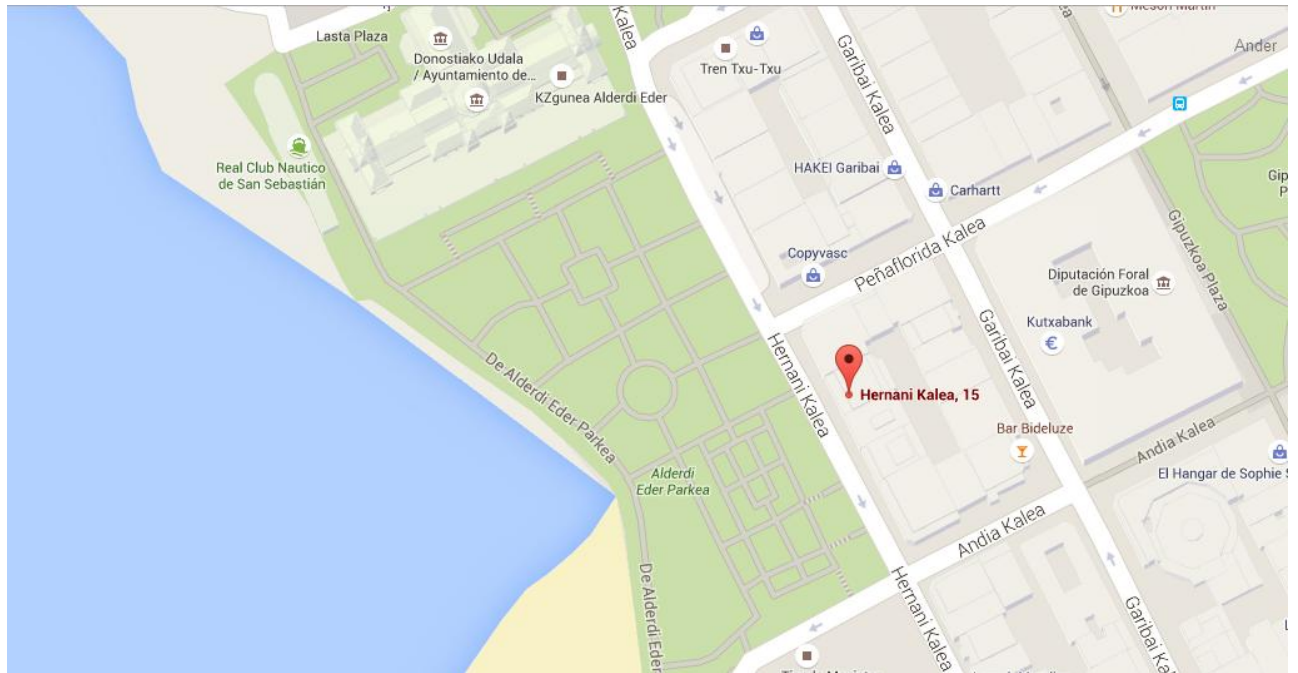 Meson Martin
Kalea
Lasta Plaza
Donostiako Udala
/ Ayuntamiento de...
KZgunea Alderdi Eder
Tren Txu-Txu
Garibai Kalea
Ander
Real Club Nautico
de San Sebastián
HAKEI Garibai
Carhartt
Gipuzkoa Plaza
Copyvasc
Peñaflorida Kalea
Diputación Foral
de Gipuzkoa
Kutxabank
€
Hernani Kalea
Garibai Kalea
De Alderdi Eder Parkea
Hernani Kalea, 15
Bar Bideluze
Andia Kalea
El Hangar de Sophie S
Alderdi
Eder Parkea
Andia Kalea
De Alderdi Eder
Hernani Kalea
Garibai Ka